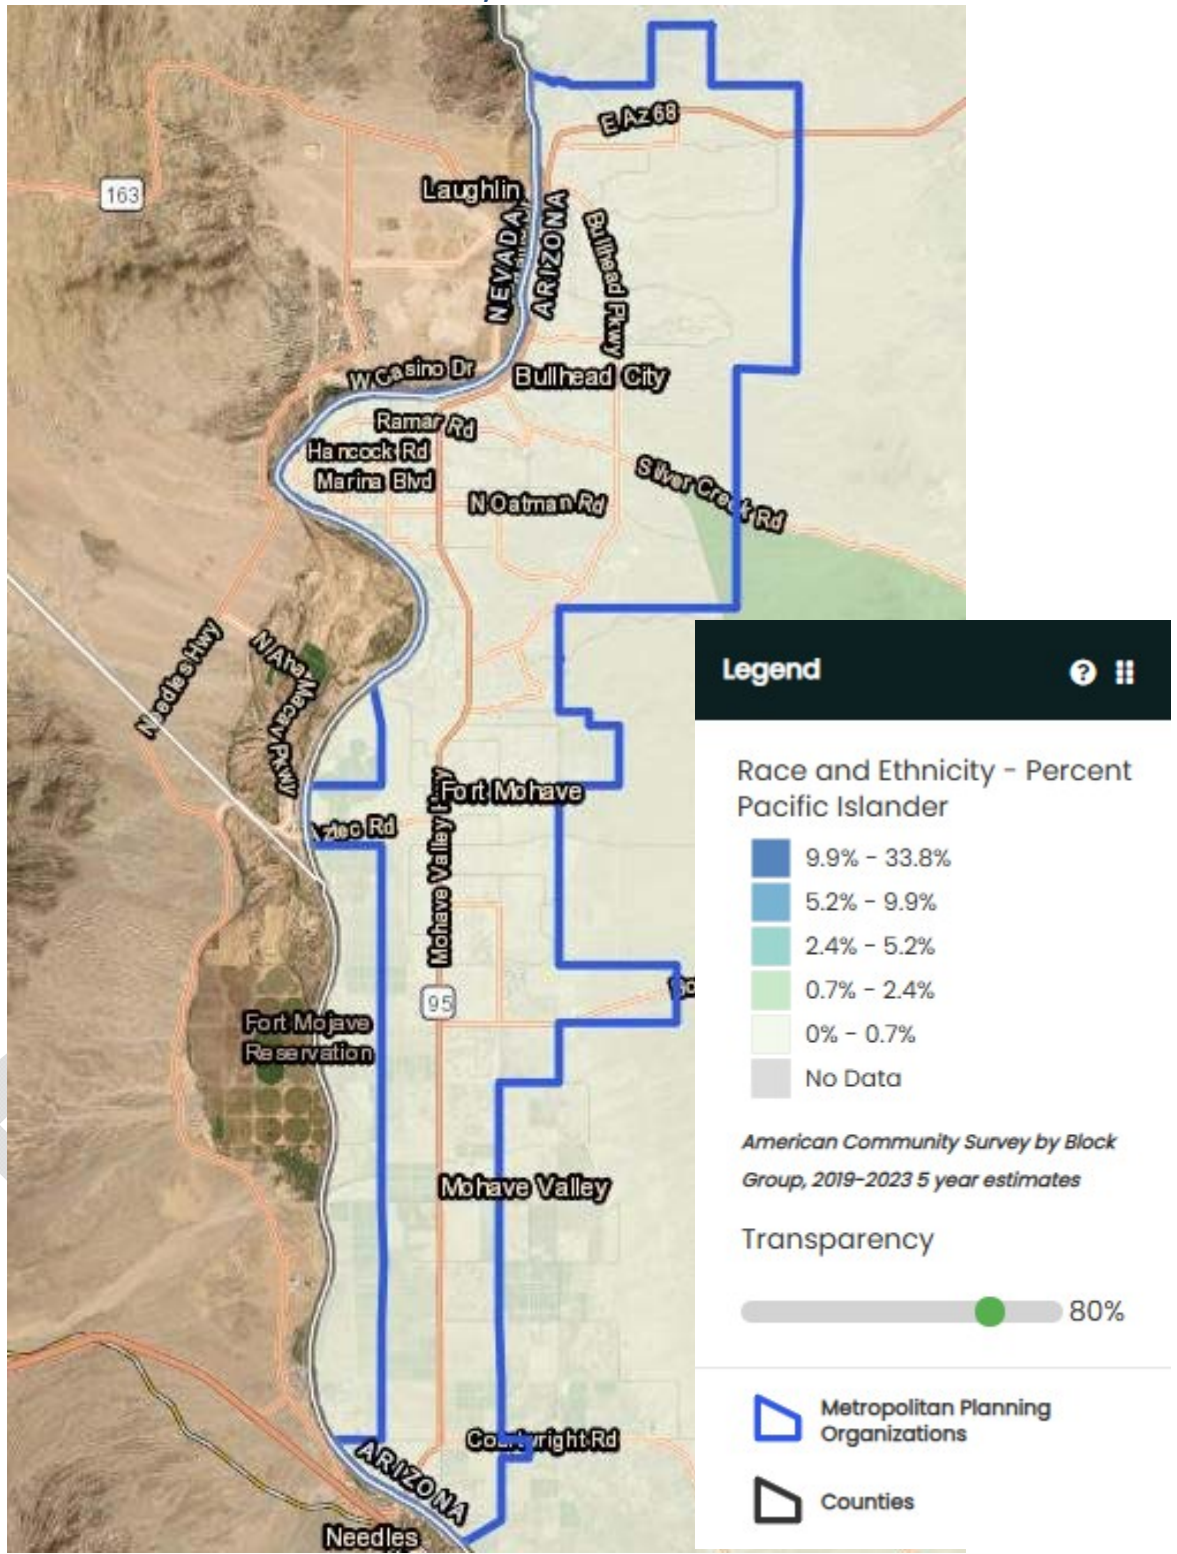 E Az 68
163
Laughlin
NEVADA
ARIZONA
Bullhead Pkwy
W Casino Dr
Bullhead City
Ramar Rd
Hancock Rd
Marina Blvd
Silver Creek Rd
N Oatman Rd
Needles Hwy
N Aha Macav Pkwy
Fort Mohave
Aztec Rd
Mohave Valley Hwy
95
Fort Mojave
Reservation
Mohave Valley
Courtwright Rd
ARIZONA
Needles
Legend
Race and Ethnicity - Percent
Pacific Islander
9.9% - 33.8%
5.2% - 9.9%
2.4% - 5.2%
0.7% - 2.4%
0% - 0.7%
No Data
American Community Survey by Block
Group, 2019-2023 5 year estimates
Transparency
80%
Metropolitan Planning
Organizations
Counties